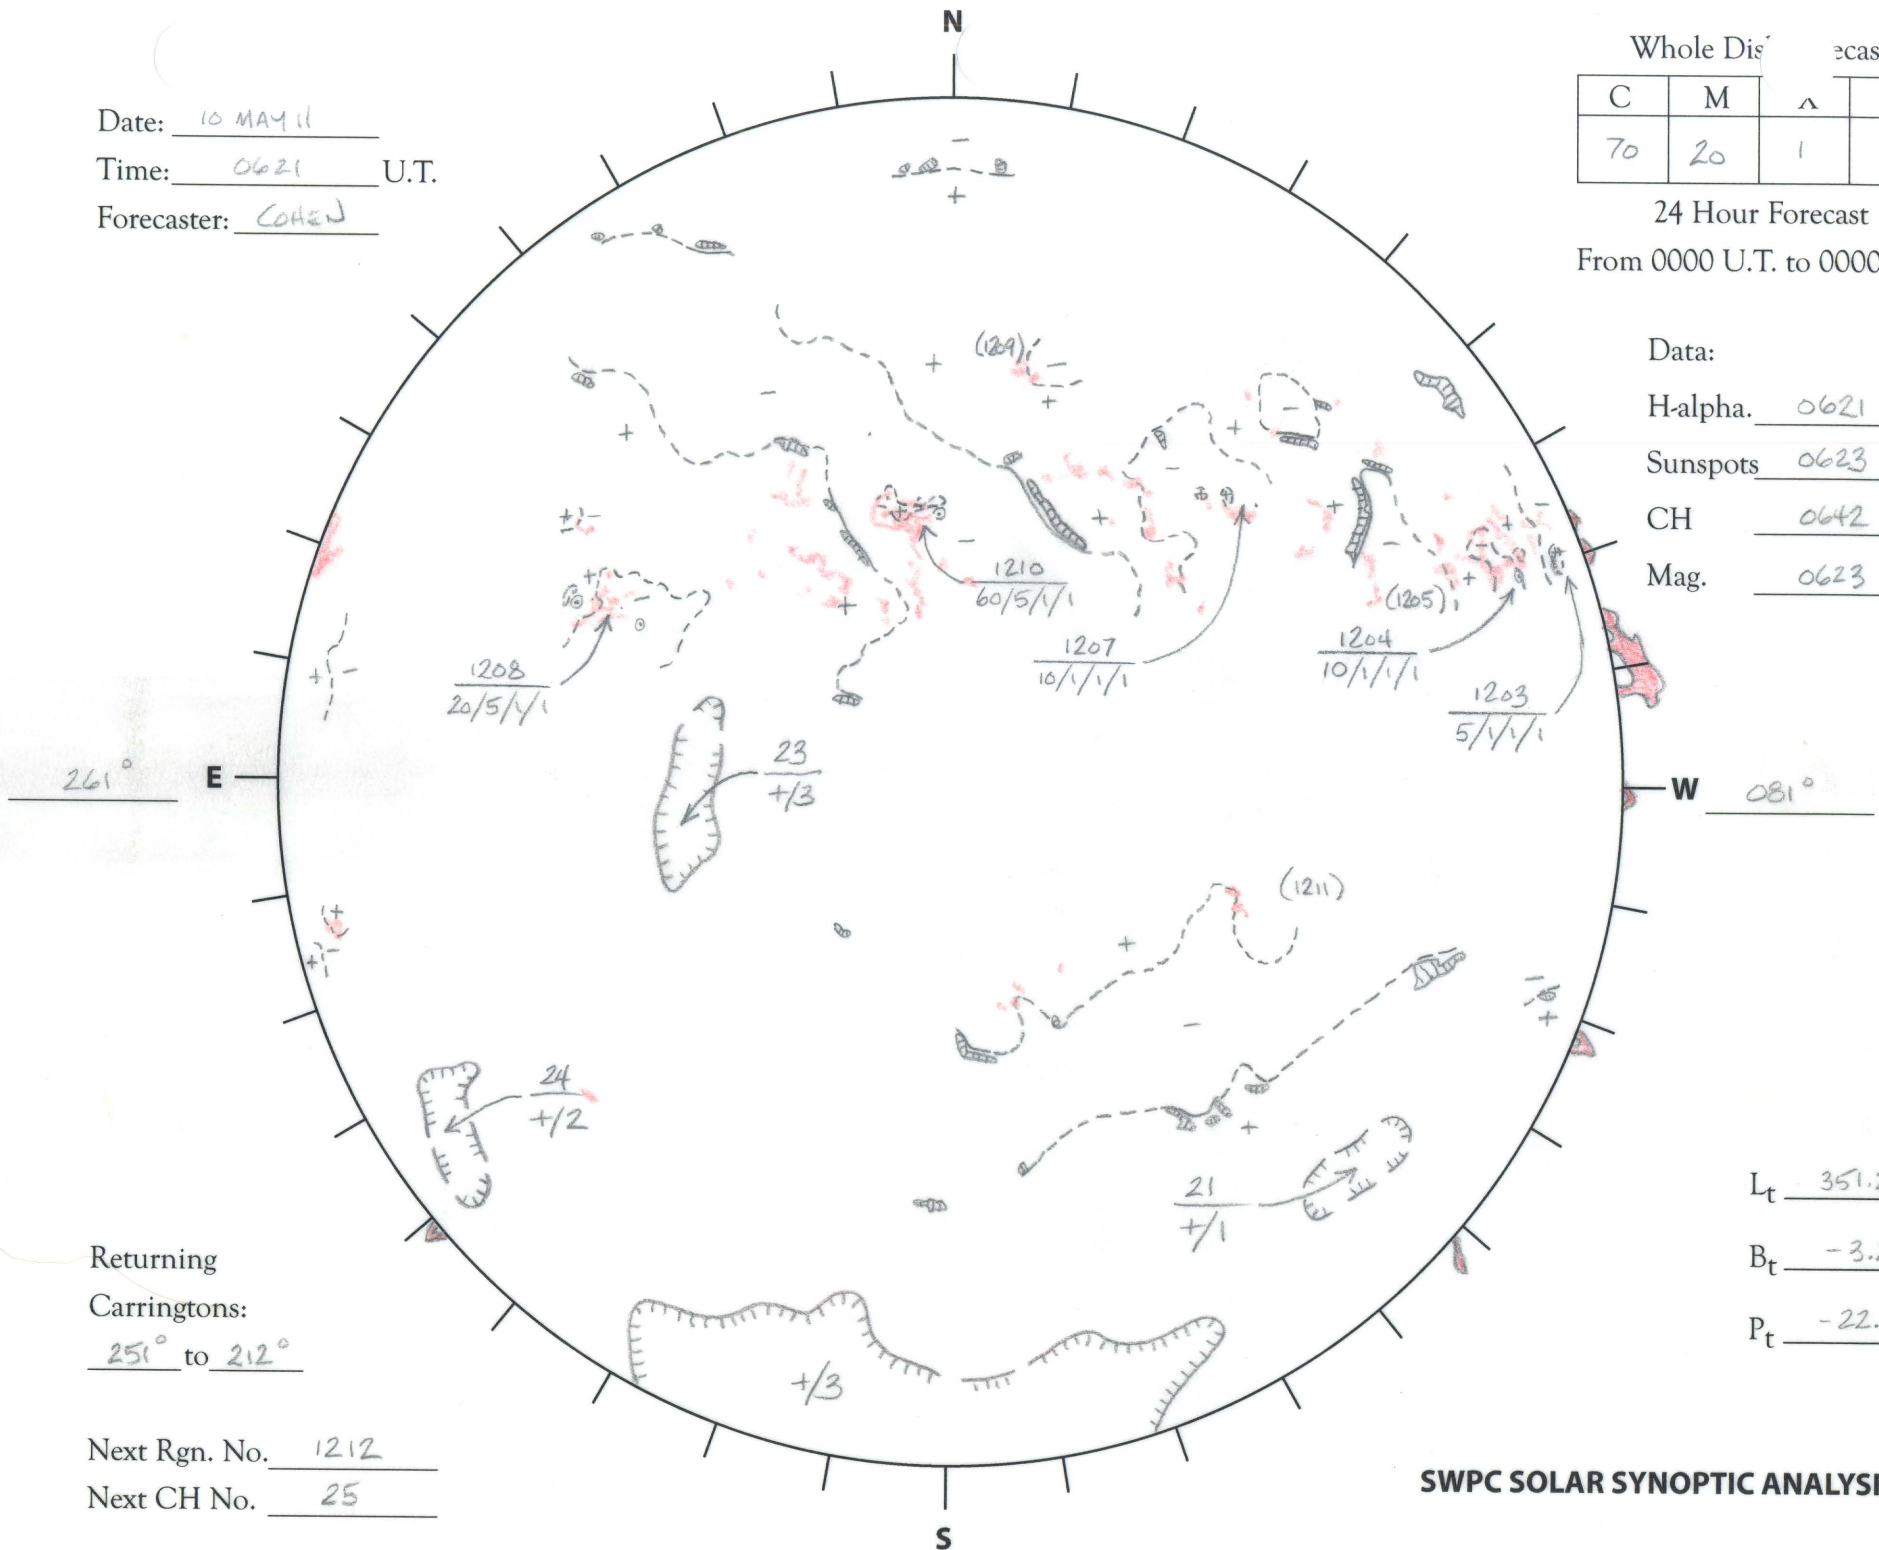 N
Whole Dis ecas
C M
70 20 1
Date: 10 MAY 11
Time: 0621 U.T.
Forecaster: COHEN
24 Hour Forecast
From 0000 U.T. to 0000
Data:
H-alpha. 0621
Sunspots 0623
CH 0642
Mag. 0623
-
+
(1209)
+
-
+
-
+
-
+
-
+
-
+
-
+
+
-
-
+
-
+
+
+
1210
60/5/1/1
(1205)
1208
20/5/1/1
1207
10/1/1/1
1204
10/1/1/1
1203
5/1/1/1
+ -
261° E
W 081°
23
+/3
(1211)
+
+
-
+
-
-
+
24
+/2
+
21
+/1
Lt 351.
Bt -3.
Pt -22.
Returning
Carringtons:
251° to 212°
+/3
Next Rgn. No. 1212
Next CH No. 25
SWPC SOLAR SYNOPTIC ANALYSI
S